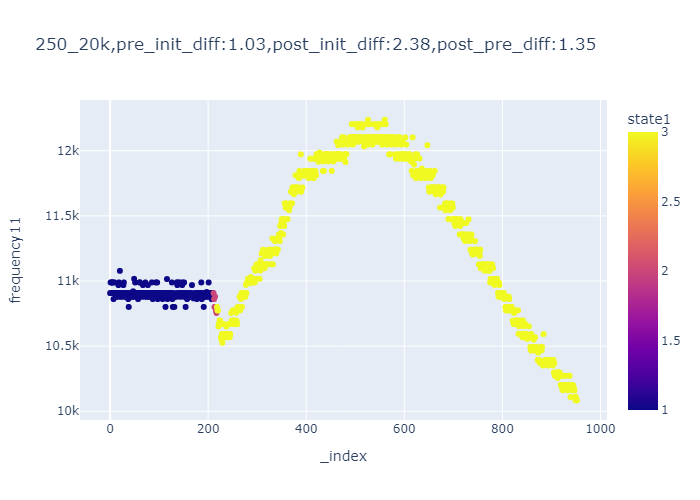 250_20k,pre_init_diff:1.03,post_init_diff:2.38,post_pre_diff:1.35
state1
3
2.5
2
1.5
1
frequency11
12k
11.5k
11k
10.5k
10k
0
200
400
600
800
1000
_index